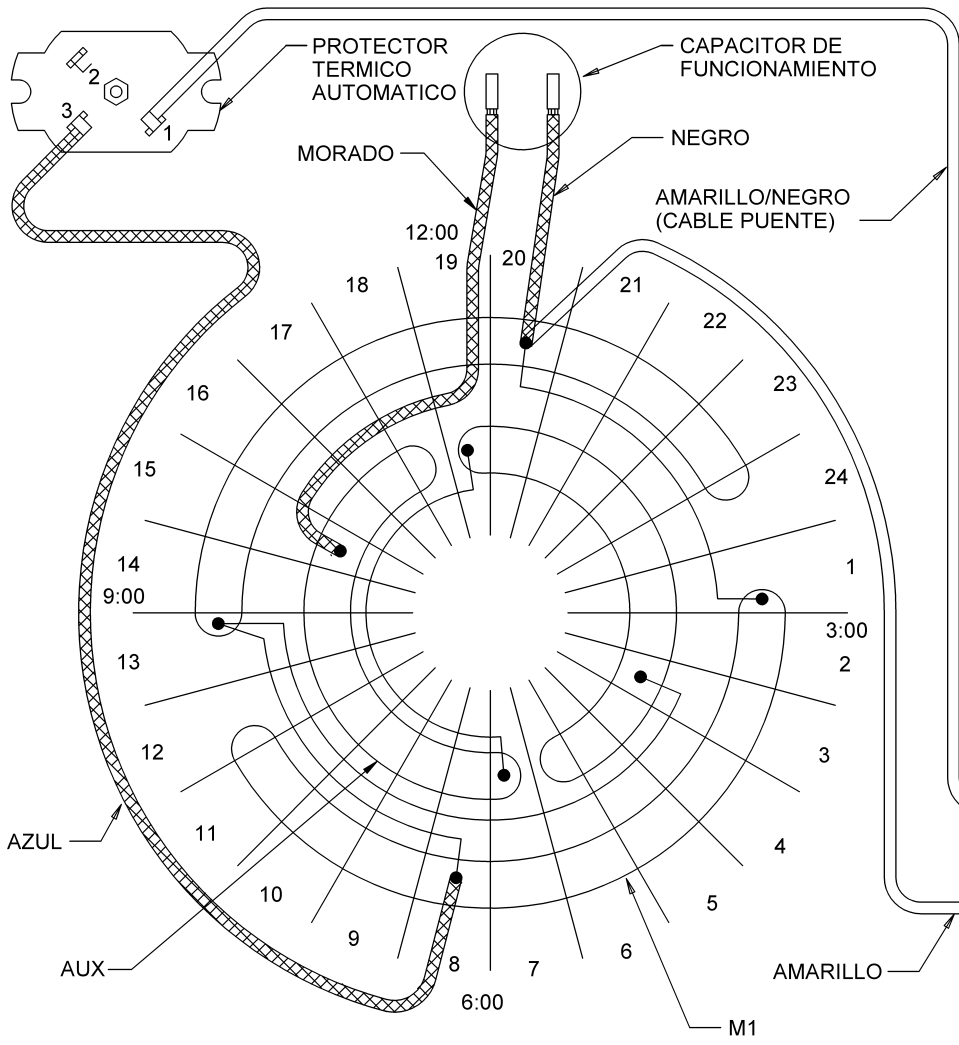 PROTECTOR
TERMICO
AUTOMATICO
CAPACITOR DE
FUNCIONAMIENTO
2
3
1
MORADO
NEGRO
AMARILLO/NEGRO
(CABLE PUENTE)
12:00
19
20
18
21
17
22
16
23
15
24
14
1
9:00
3:00
13
2
12
3
11
4
AZUL
10
5
9
6
8
7
AUX
AMARILLO
6:00
M1